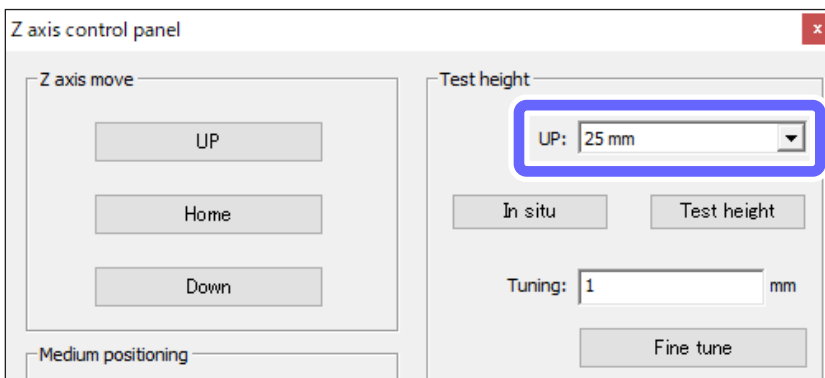 Z axis control panel
x
Z axis move
UP
Home
Down
Medium positioning
Test height
UP: 25 mm
In situ Test height
Tuning: 1 mm
Fine tune